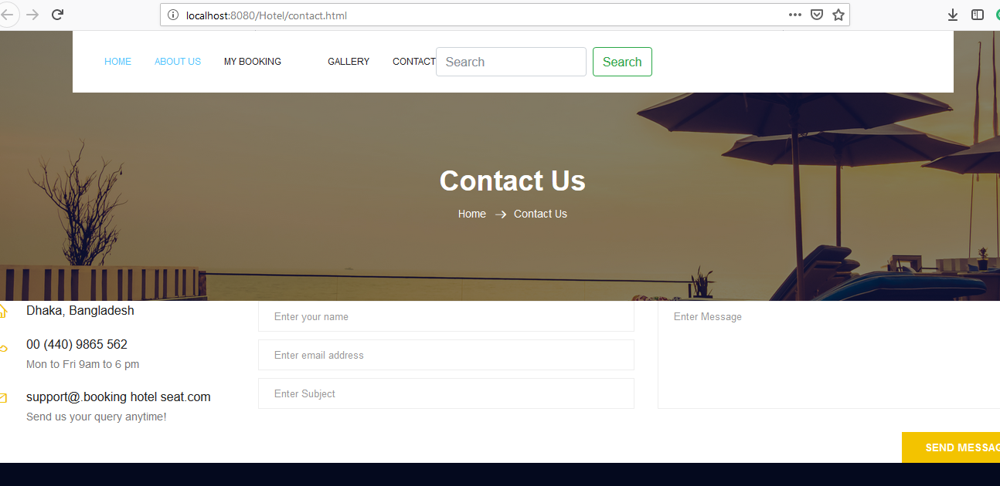 localhost:8080/Hotel/contact.html
HOME ABOUT US MY BOOKING GALLERY CONTACT Search Search
Contact Us
Home → Contact Us
Dhaka, Bangladesh
00 (440) 9865 562
Mon to Fri 9am to 6 pm
support@.booking hotel seat.com
Send us your query anytime!
Enter your name
Enter email address
Enter Subject
Enter Message
SEND MESSAG